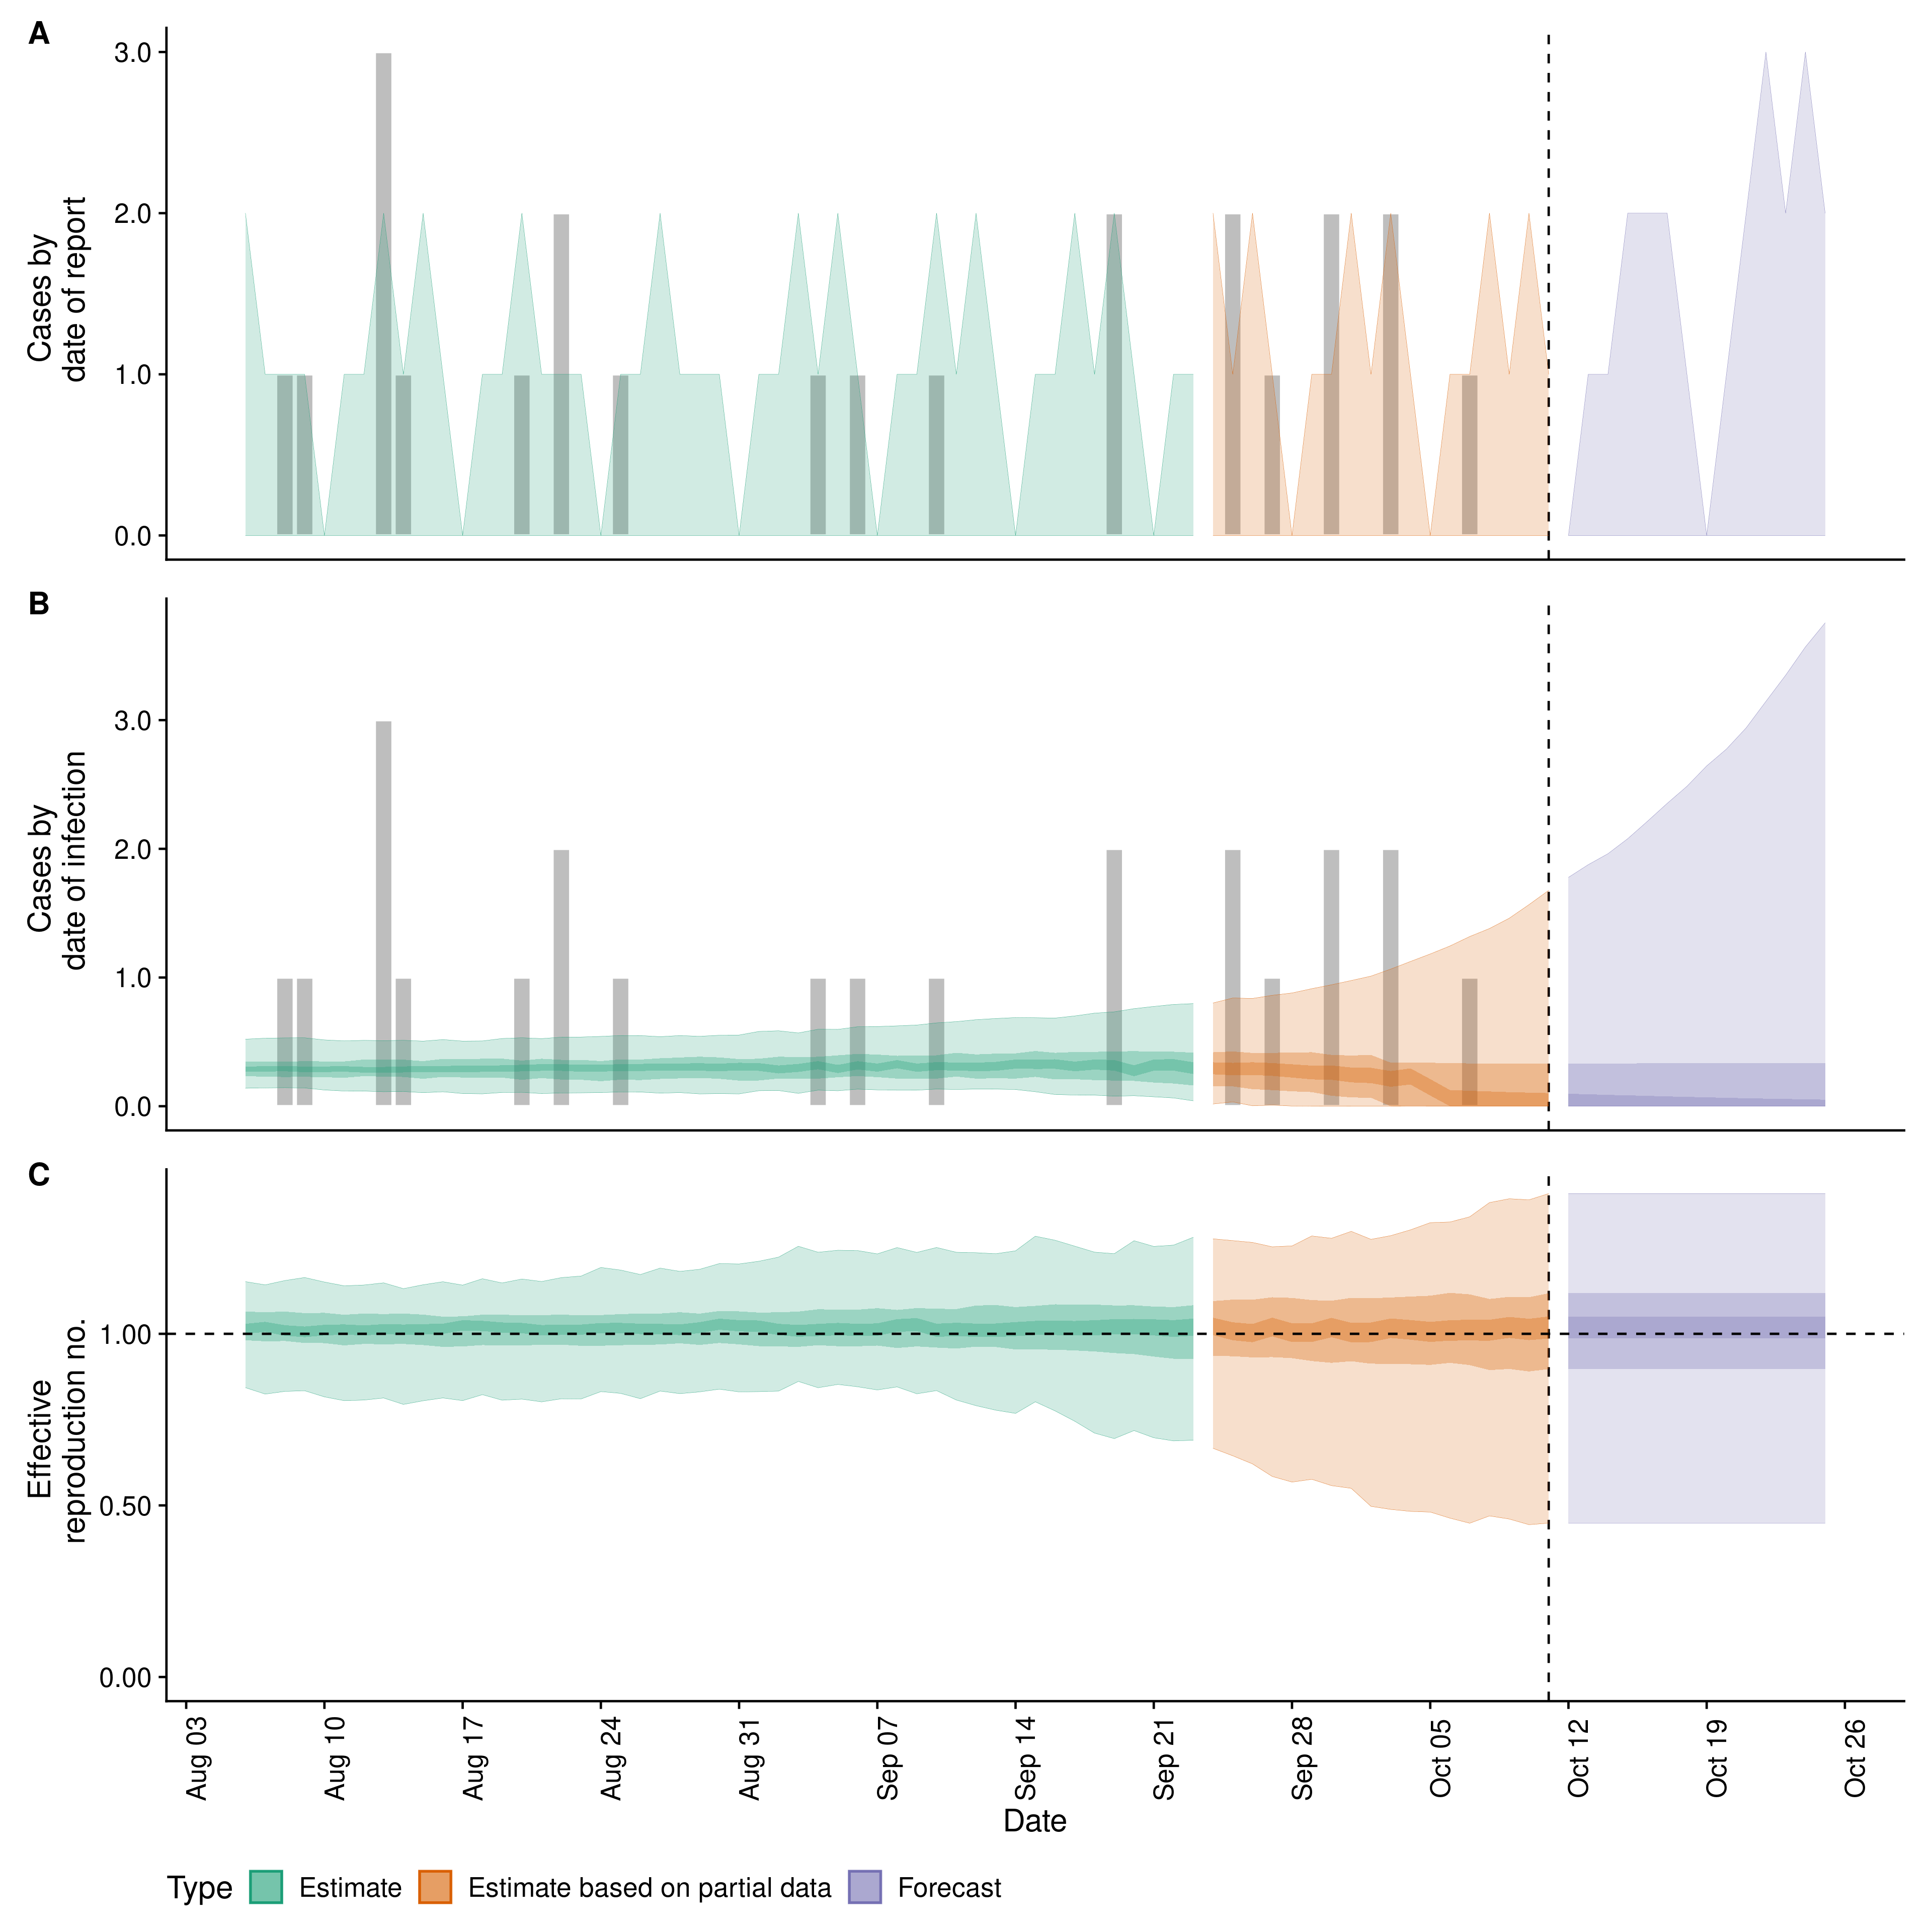 A
Cases by
date of report
3.0
2.0
1.0
0.0
B
Cases by
date of infection
3.0
2.0
1.0
0.0
C
Effective
reproduction no.
1.00
0.50
0.00
Aug 03
Aug 10
Aug 17
Aug 24
Aug 31
Sep 07
Sep 14
Sep 21
Sep 28
Oct 05
Oct 12
Oct 19
Oct 26
Date
Type Estimate Estimate based on partial data Forecast